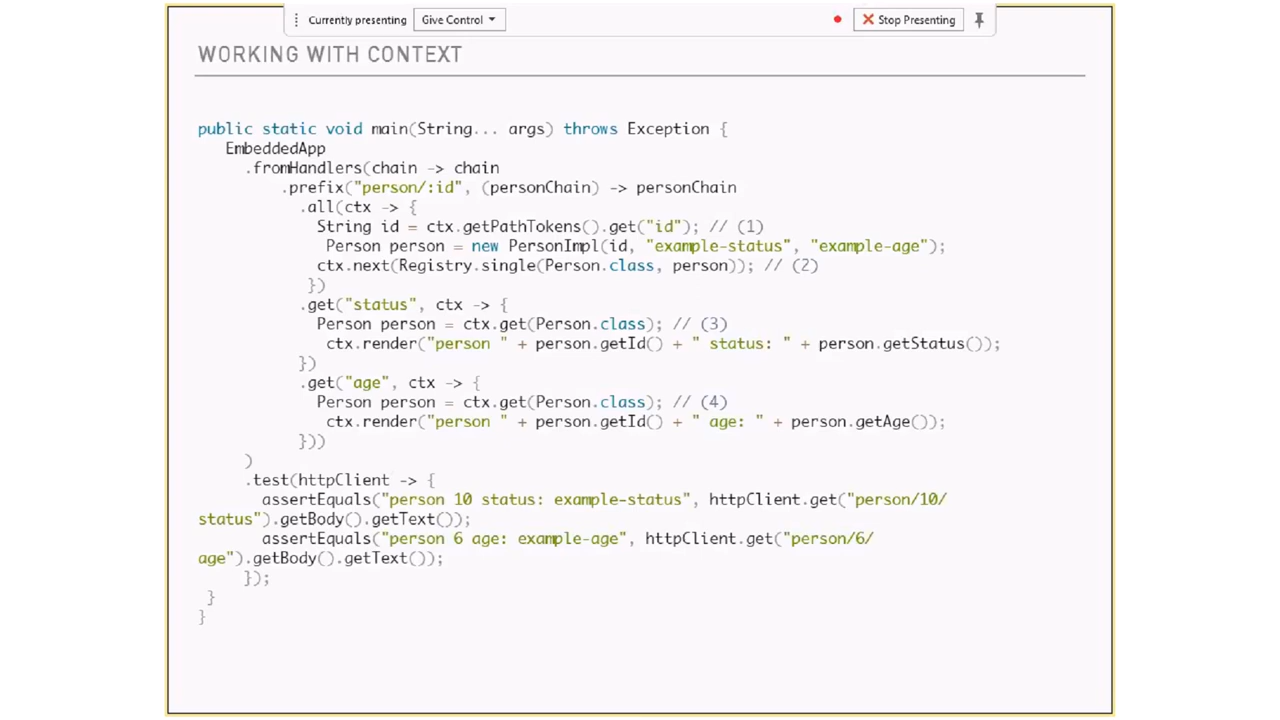 Currently presenting Give Control Stop Presenting
WORKING WITH CONTEXT
public static void main(String... args) throws Exception {
EmbeddedApp
.fromHandlers(chain -> chain
.prefix("person/:id", (personChain) -> personChain
.all(ctx -> {
String id = ctx.getPathTokens().get("id"); // (1)
Person person = new PersonImpl(id, "example-status", "example-age");
ctx.next(Registry.single(Person.class, person)); // (2)
})
.get("status", ctx -> {
Person person = ctx.get(Person.class); // (3)
ctx.render("person " + person.getId() + " status: " + person.getStatus());
})
.get("age", ctx -> {
Person person = ctx.get(Person.class); // (4)
ctx.render("person " + person.getId() + " age: " + person.getAge());
}))
)
.test(httpClient -> {
assertEquals("person 10 status: example-status", httpClient.get("person/10/
status").getBody().getText());
assertEquals("person 6 age: example-age", httpClient.get("person/6/
age").getBody().getText());
});
}
}